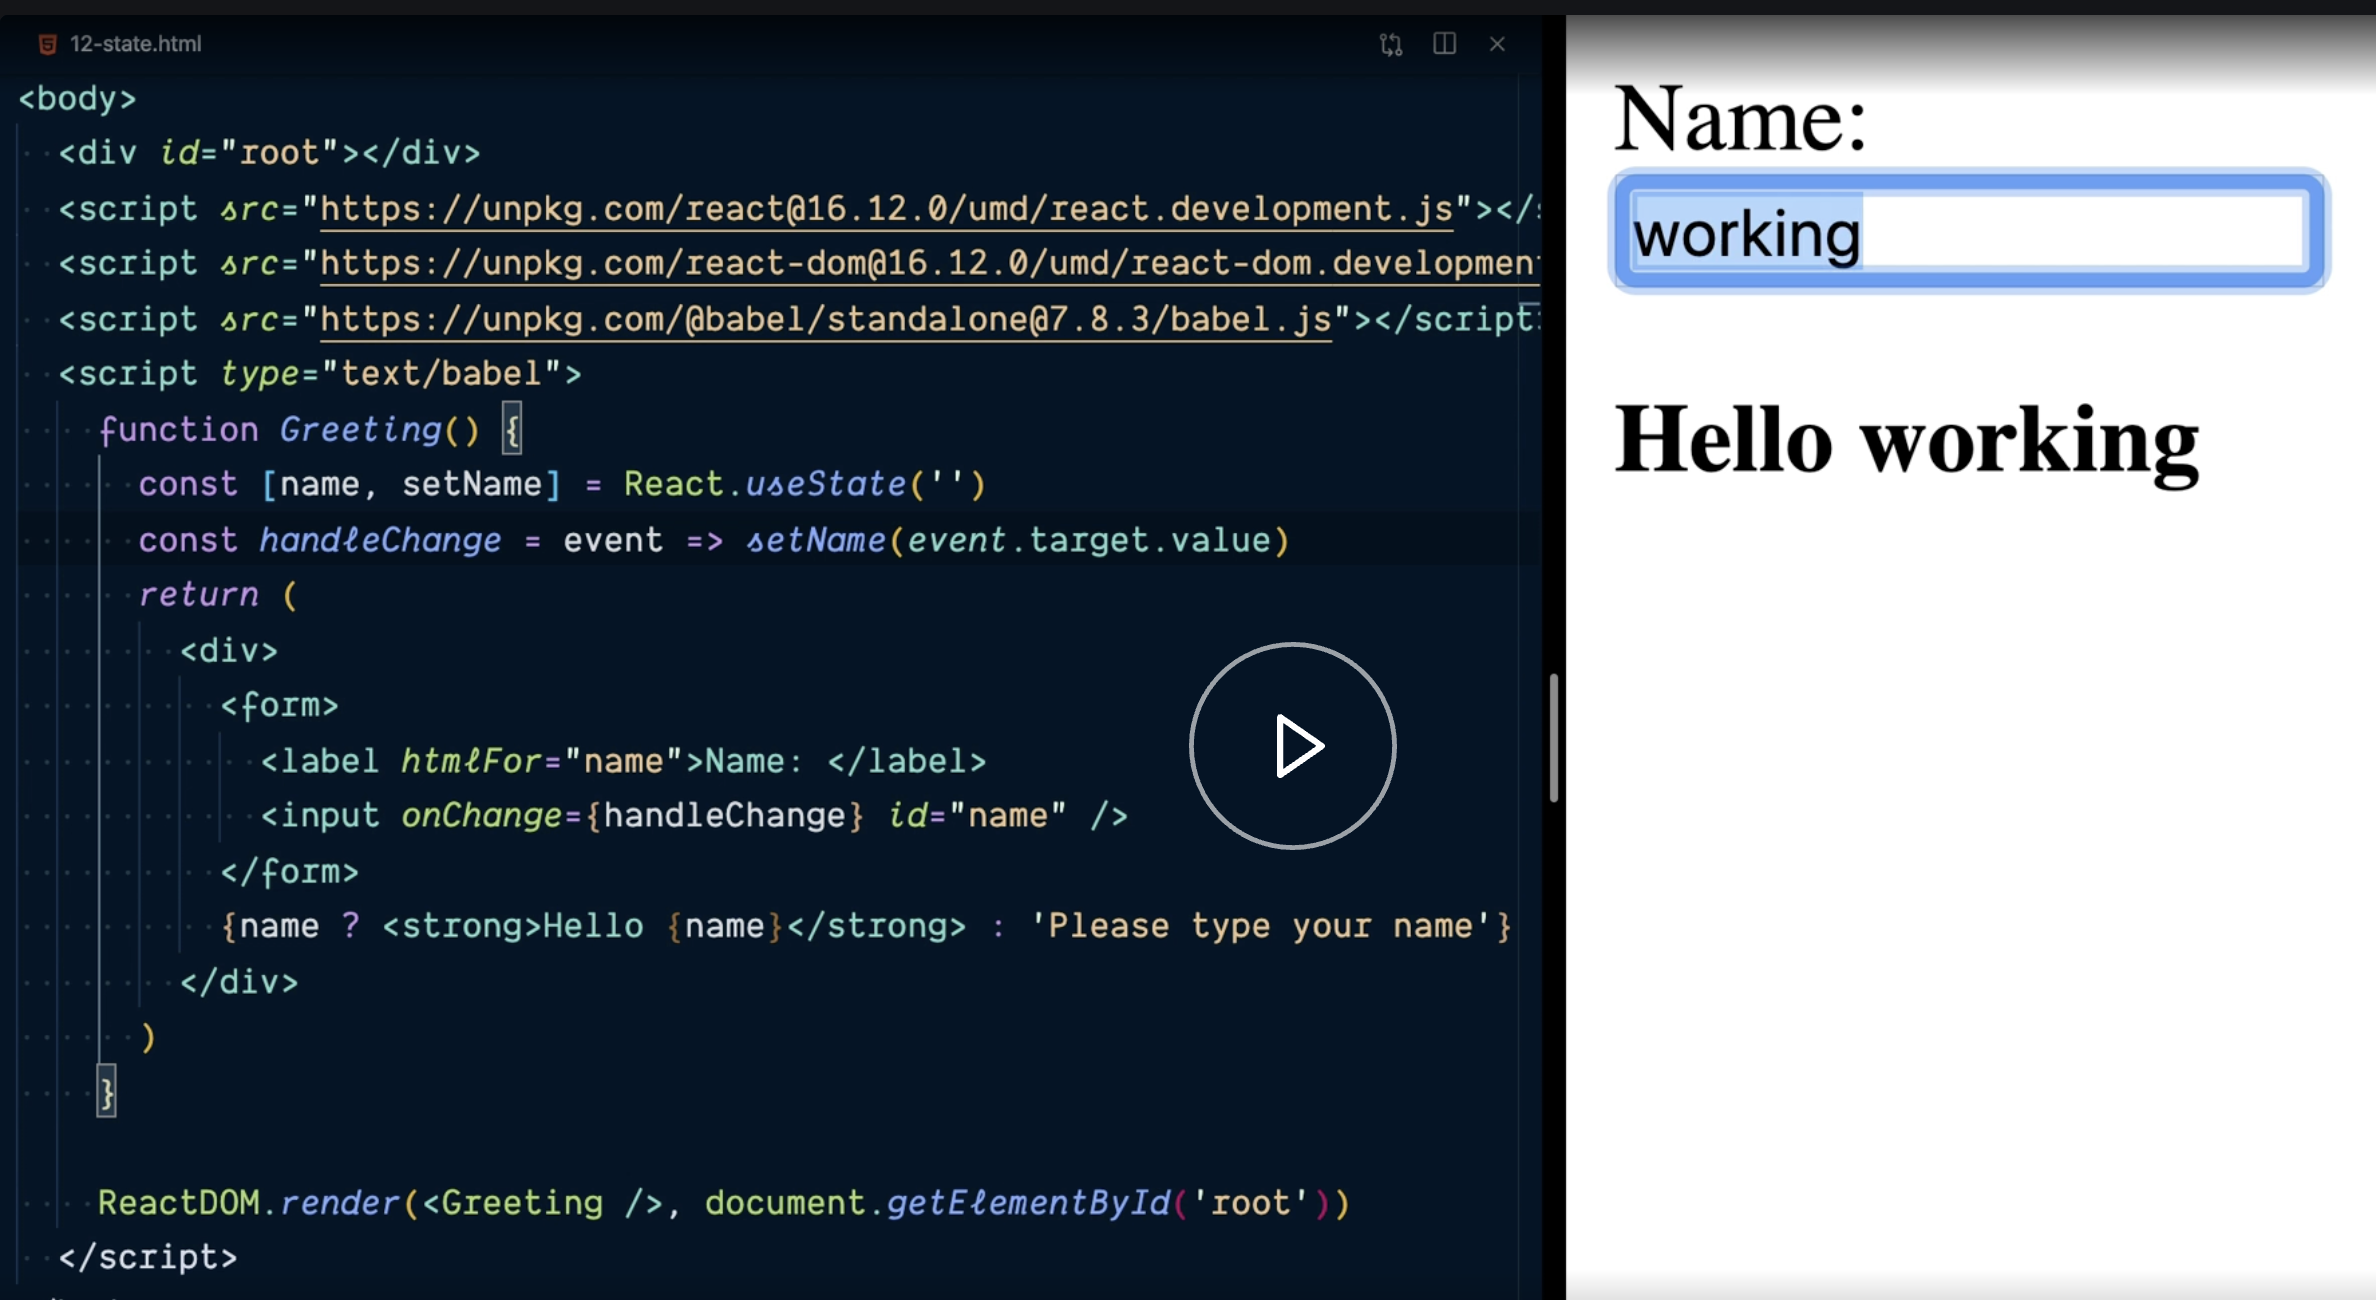 12-state.html
<body>
<div id="root"></div>
<script src="https://unpkg.com/react@16.12.0/umd/react.development.js"></
<script src="https://unpkg.com/react-dom@16.12.0/umd/react-dom.developmen
<script src="https://unpkg.com/@babel/standalone@7.8.3/babel.js"></script
<script type="text/babel">
function Greeting() {
const [name, setName] = React.useState('')
const handleChange = event => setName(event.target.value)
return (
<div>
<form>
<label htmlFor="name">Name: </label>
<input onChange={handleChange} id="name" />
</form>
{name ? <strong>Hello {name}</strong> : 'Please type your name'}
</div>
)
}
ReactDOM.render(<Greeting />, document.getElementById('root'))
</script>
Name:
working
Hello working